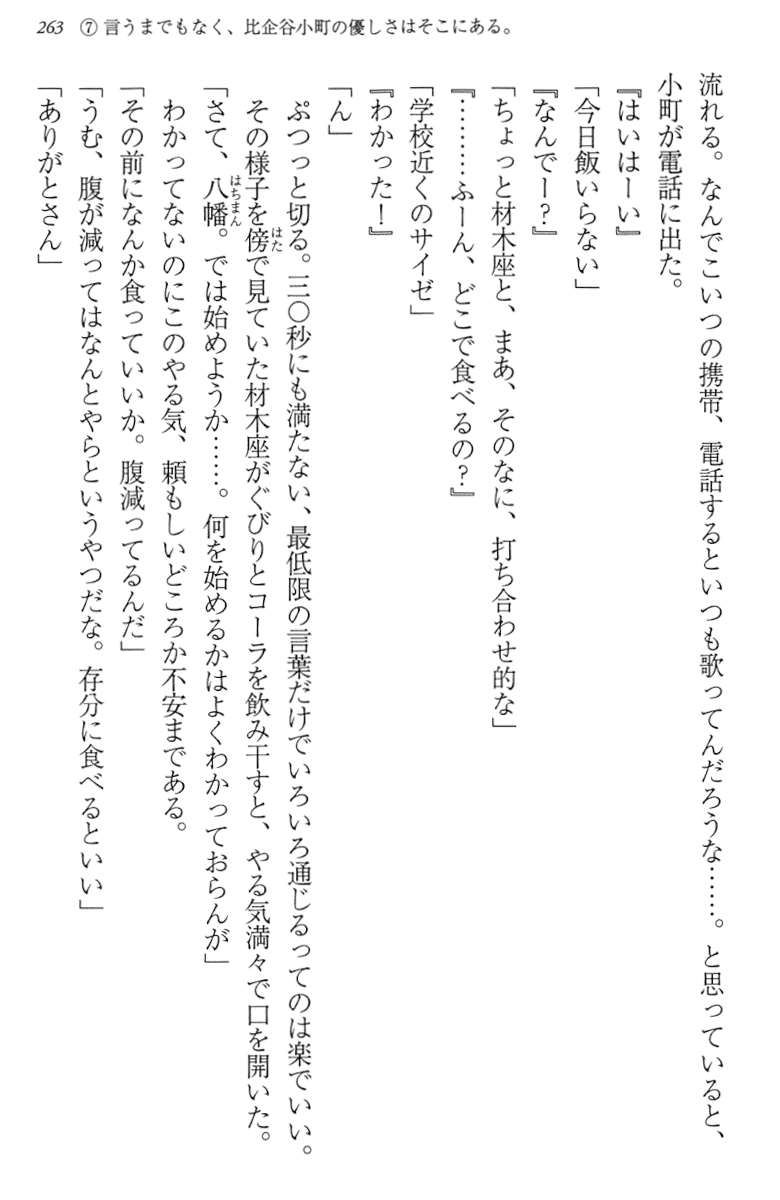 263 ⑦言うまでもなく、比企谷小町の優しさはそこにある。
流れる。なんでこいつの携帯、電話するといつも歌ってんだろうな……。と思っていると、
小町が電話に出た。
『はいはーい』
「今日飯いらない」
『なんでー?』
「ちょっと材木座と、まあ、そのなに、打ち合わせ的な」
『………ふーん、どこで食べるの?』
「学校近くのサイゼ」
『わかった!』
「ん」
ぷつっと切る。三〇秒にも満たない、最低限の言葉だけでいろいろ通じるってのは楽でいい。
その様子を傍はたで見ていた材木座がぐびりとコーラを飲み干すと、やる気満々で口を開いた。
「さて、八幡はちまん。では始めようか……。何を始めるかはよくわかっておらんが」
わかってないのにこのやる気、頼もしいどころか不安まである。
「その前になんか食っていいか。腹減ってるんだ」
「うむ、腹が減ってはなんとやらというやつだな。存分に食べるといい」
「ありがとさん」